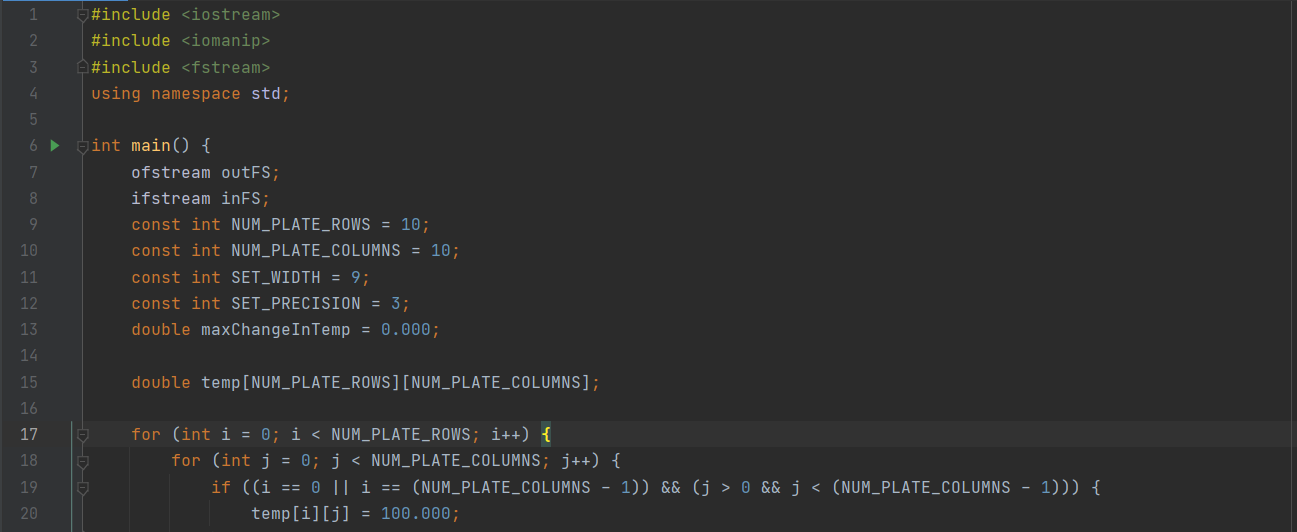 1 #include <iostream>
2 #include <iomanip>
3 #include <fstream>
4 using namespace std;
5
6 int main() {
7     ofstream outFS;
8     ifstream inFS;
9     const int NUM_PLATE_ROWS = 10;
10     const int NUM_PLATE_COLUMNS = 10;
11     const int SET_WIDTH = 9;
12     const int SET_PRECISION = 3;
13     double maxChangeInTemp = 0.000;
14
15     double temp[NUM_PLATE_ROWS][NUM_PLATE_COLUMNS];
16
17     for (int i = 0; i < NUM_PLATE_ROWS; i++) {
18         for (int j = 0; j < NUM_PLATE_COLUMNS; j++) {
19             if ((i == 0 || i == (NUM_PLATE_COLUMNS - 1)) && (j > 0 && j < (NUM_PLATE_COLUMNS - 1))) {
20                 temp[i][j] = 100.000;